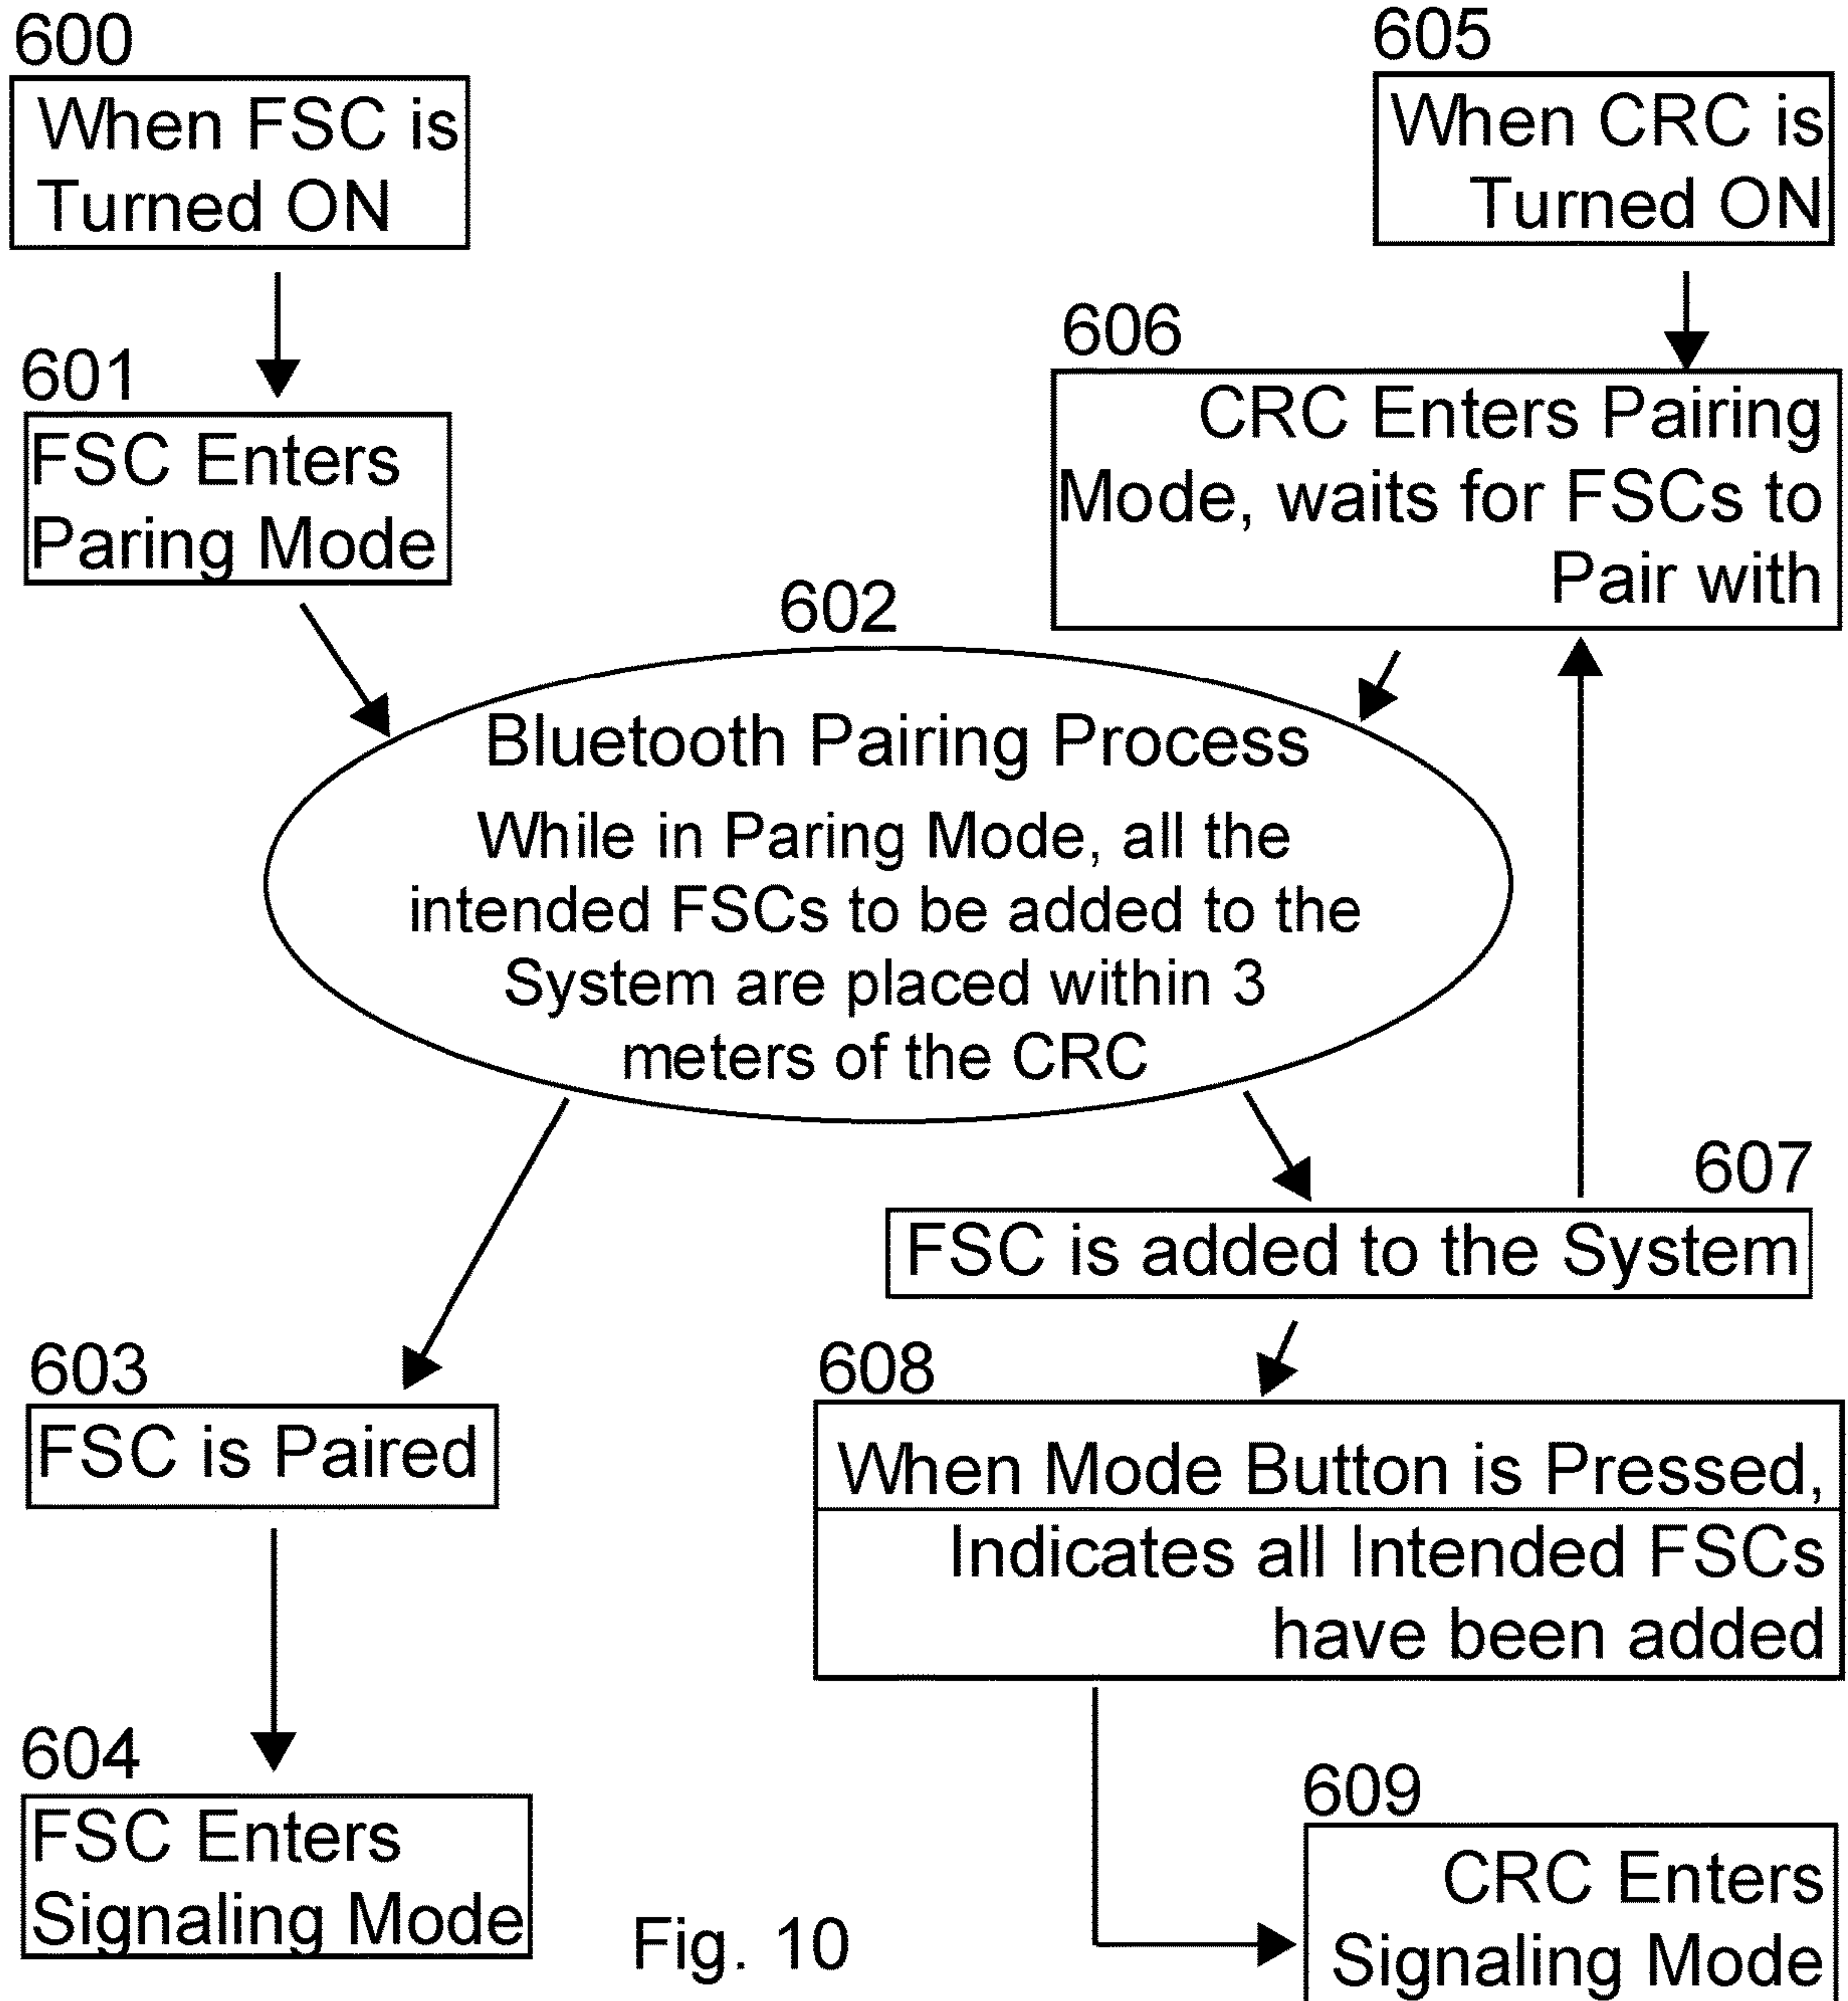 600
When FSC is
Turned ON
605
When CRC is
Turned ON
601
FSC Enters
Paring Mode
606
CRC Enters Pairing
Mode, waits for FSCs to
Pair with
602
Bluetooth Pairing Process
While in Paring Mode, all the
intended FSCs to be added to the
System are placed within 3
meters of the CRC
607
FSC is added to the System
603
FSC is Paired
608
When Mode Button is Pressed,
Indicates all Intended FSCs
have been added
604
FSC Enters
Signaling Mode
609
CRC Enters
Signaling Mode
Fig. 10